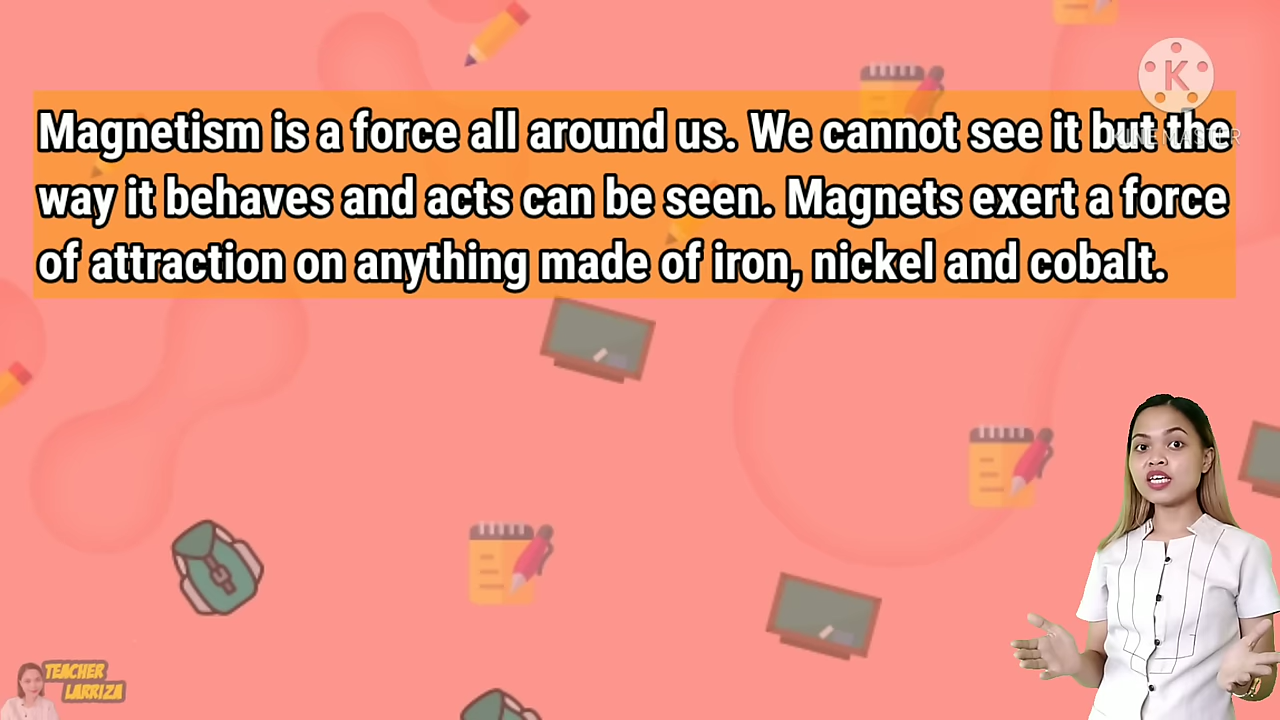 Magnetism is a force all around us. We cannot see it but the
way it behaves and acts can be seen. Magnets exert a force
of attraction on anything made of iron, nickel and cobalt.
K
KINEMASTER
TEACHER
LARRIZA